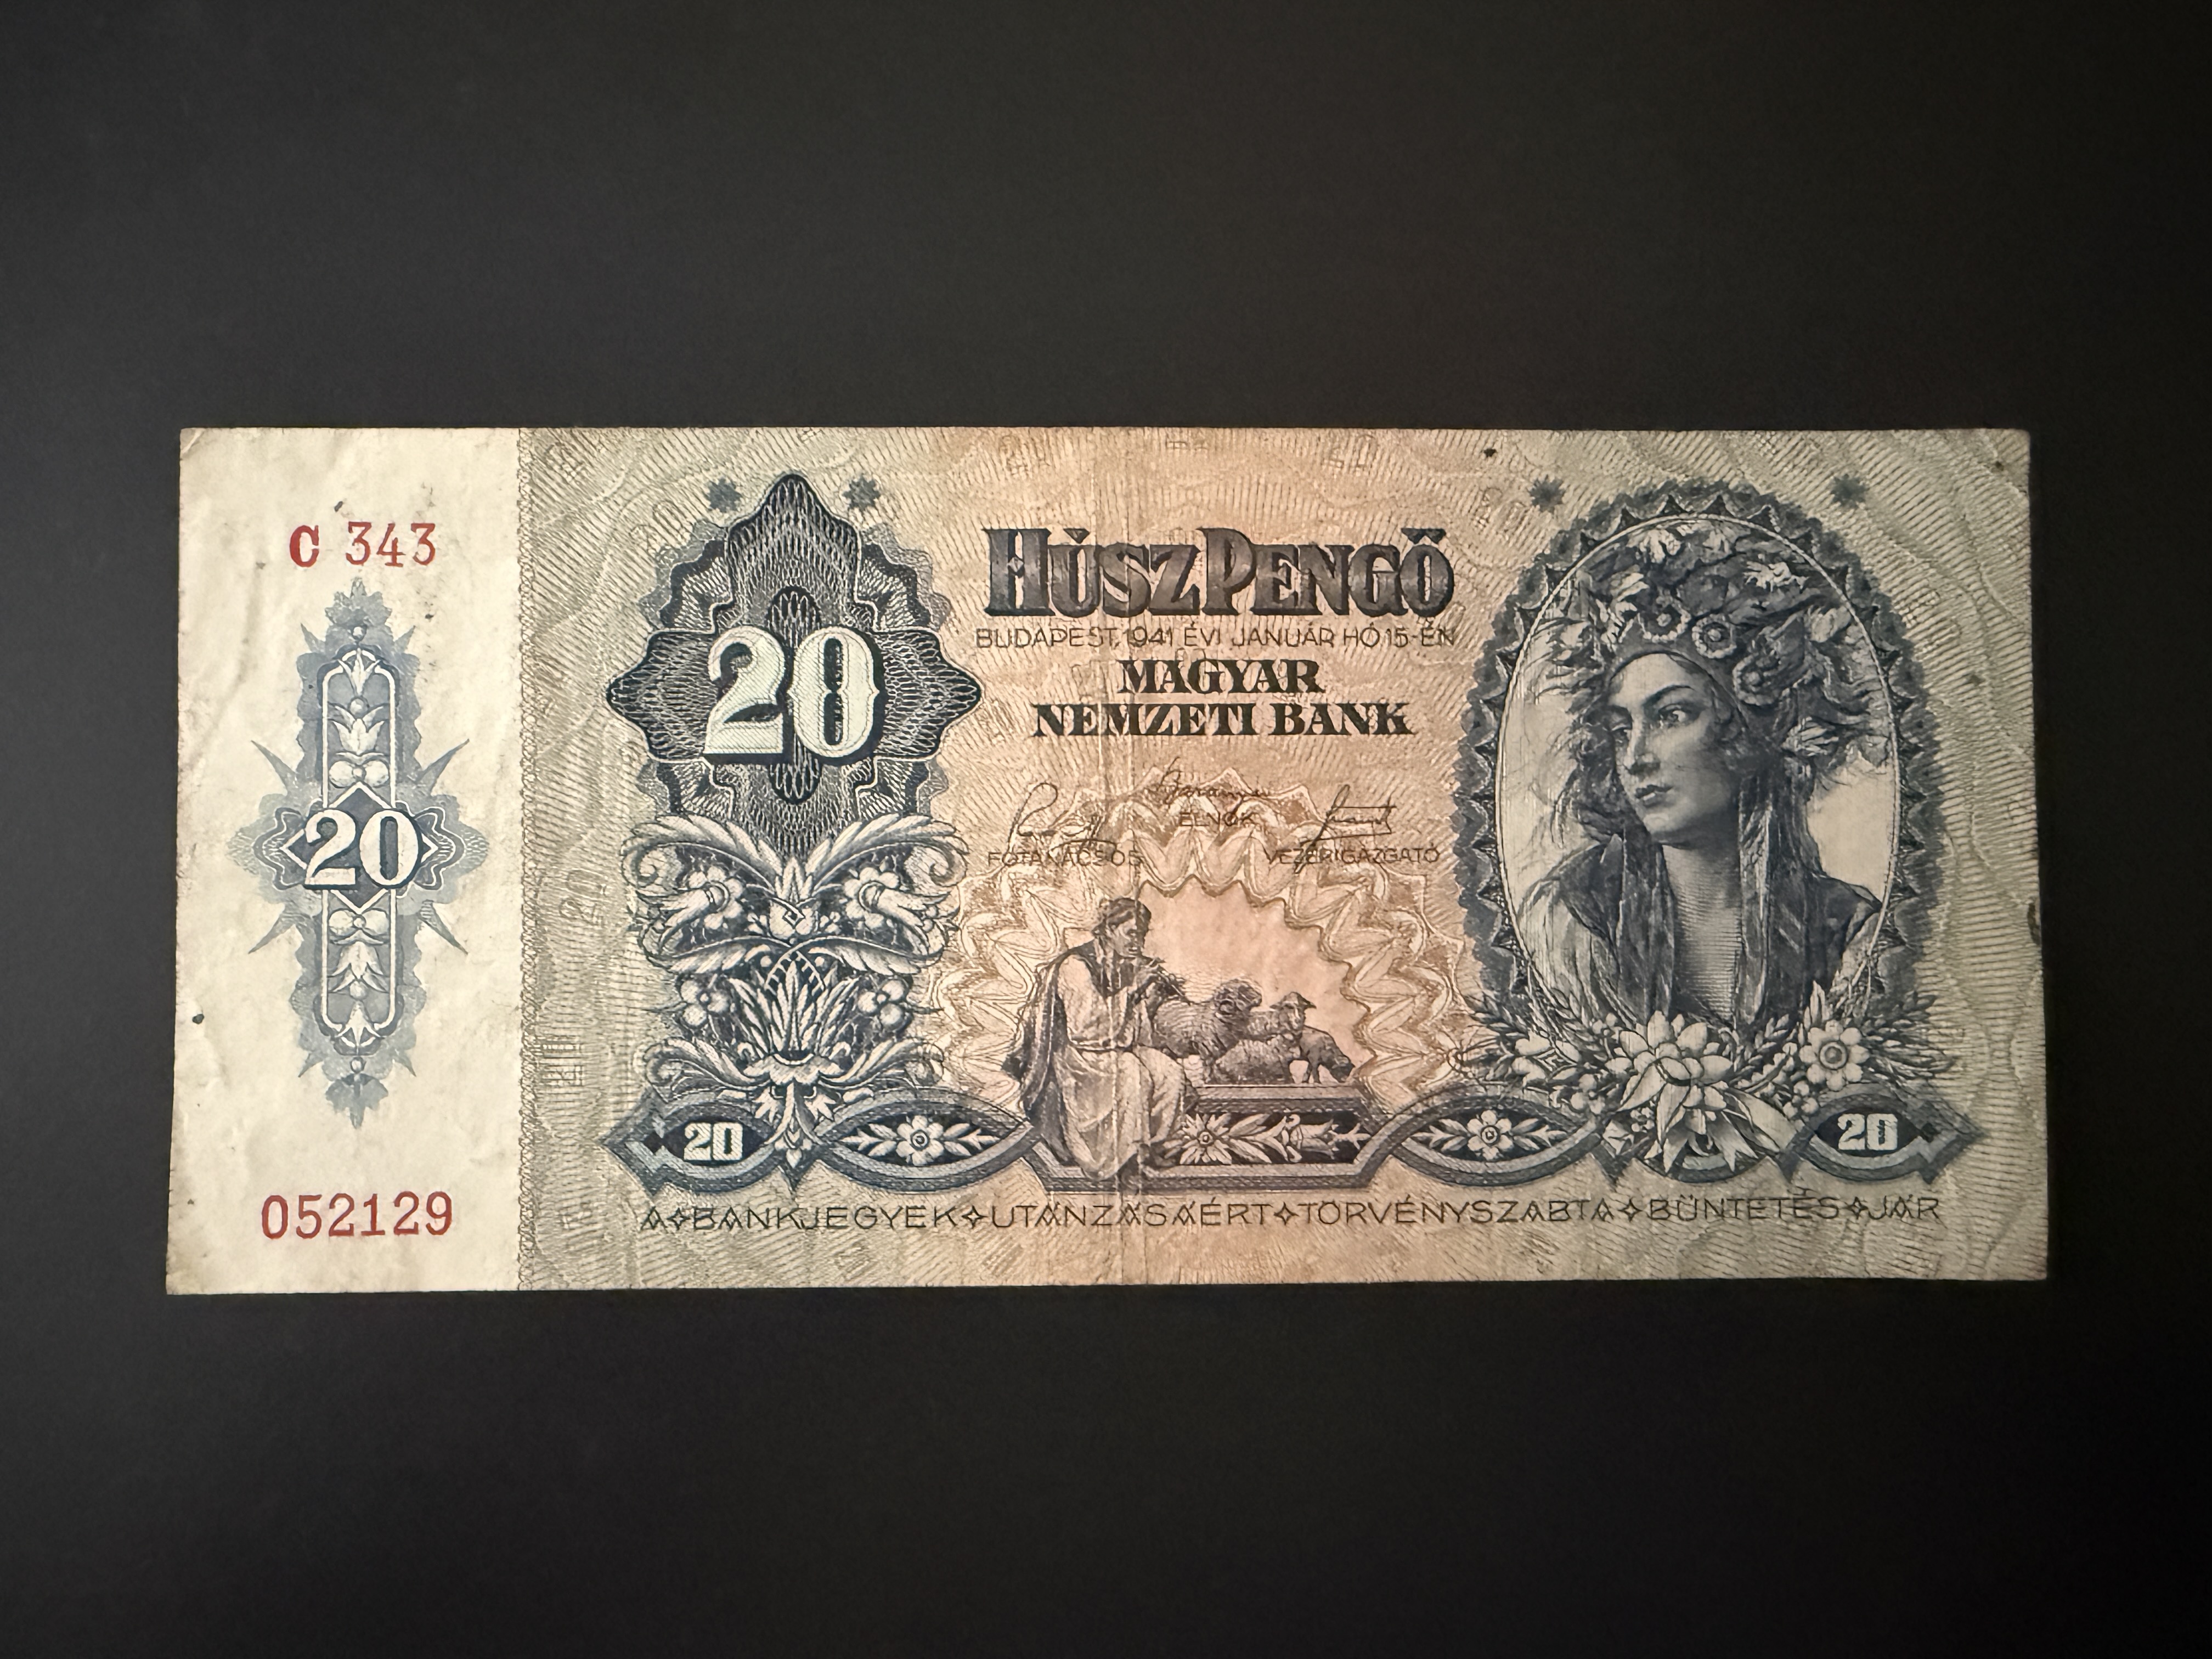 C 343
20
052129
20
HÚSZ PENGŐ
BUDAPEST, 1941 ÉVI JANUÁR HÓ 15-ÉN
MAGYAR
NEMZETI BANK
ELNÖK
FŐTANÁCSOS VEZÉRIGAZGATÓ
20 20
A BANKJEGYEK UTÁNZÁSÁÉRT TÖRVÉNYSZABTA BÜNTETÉS JÁR